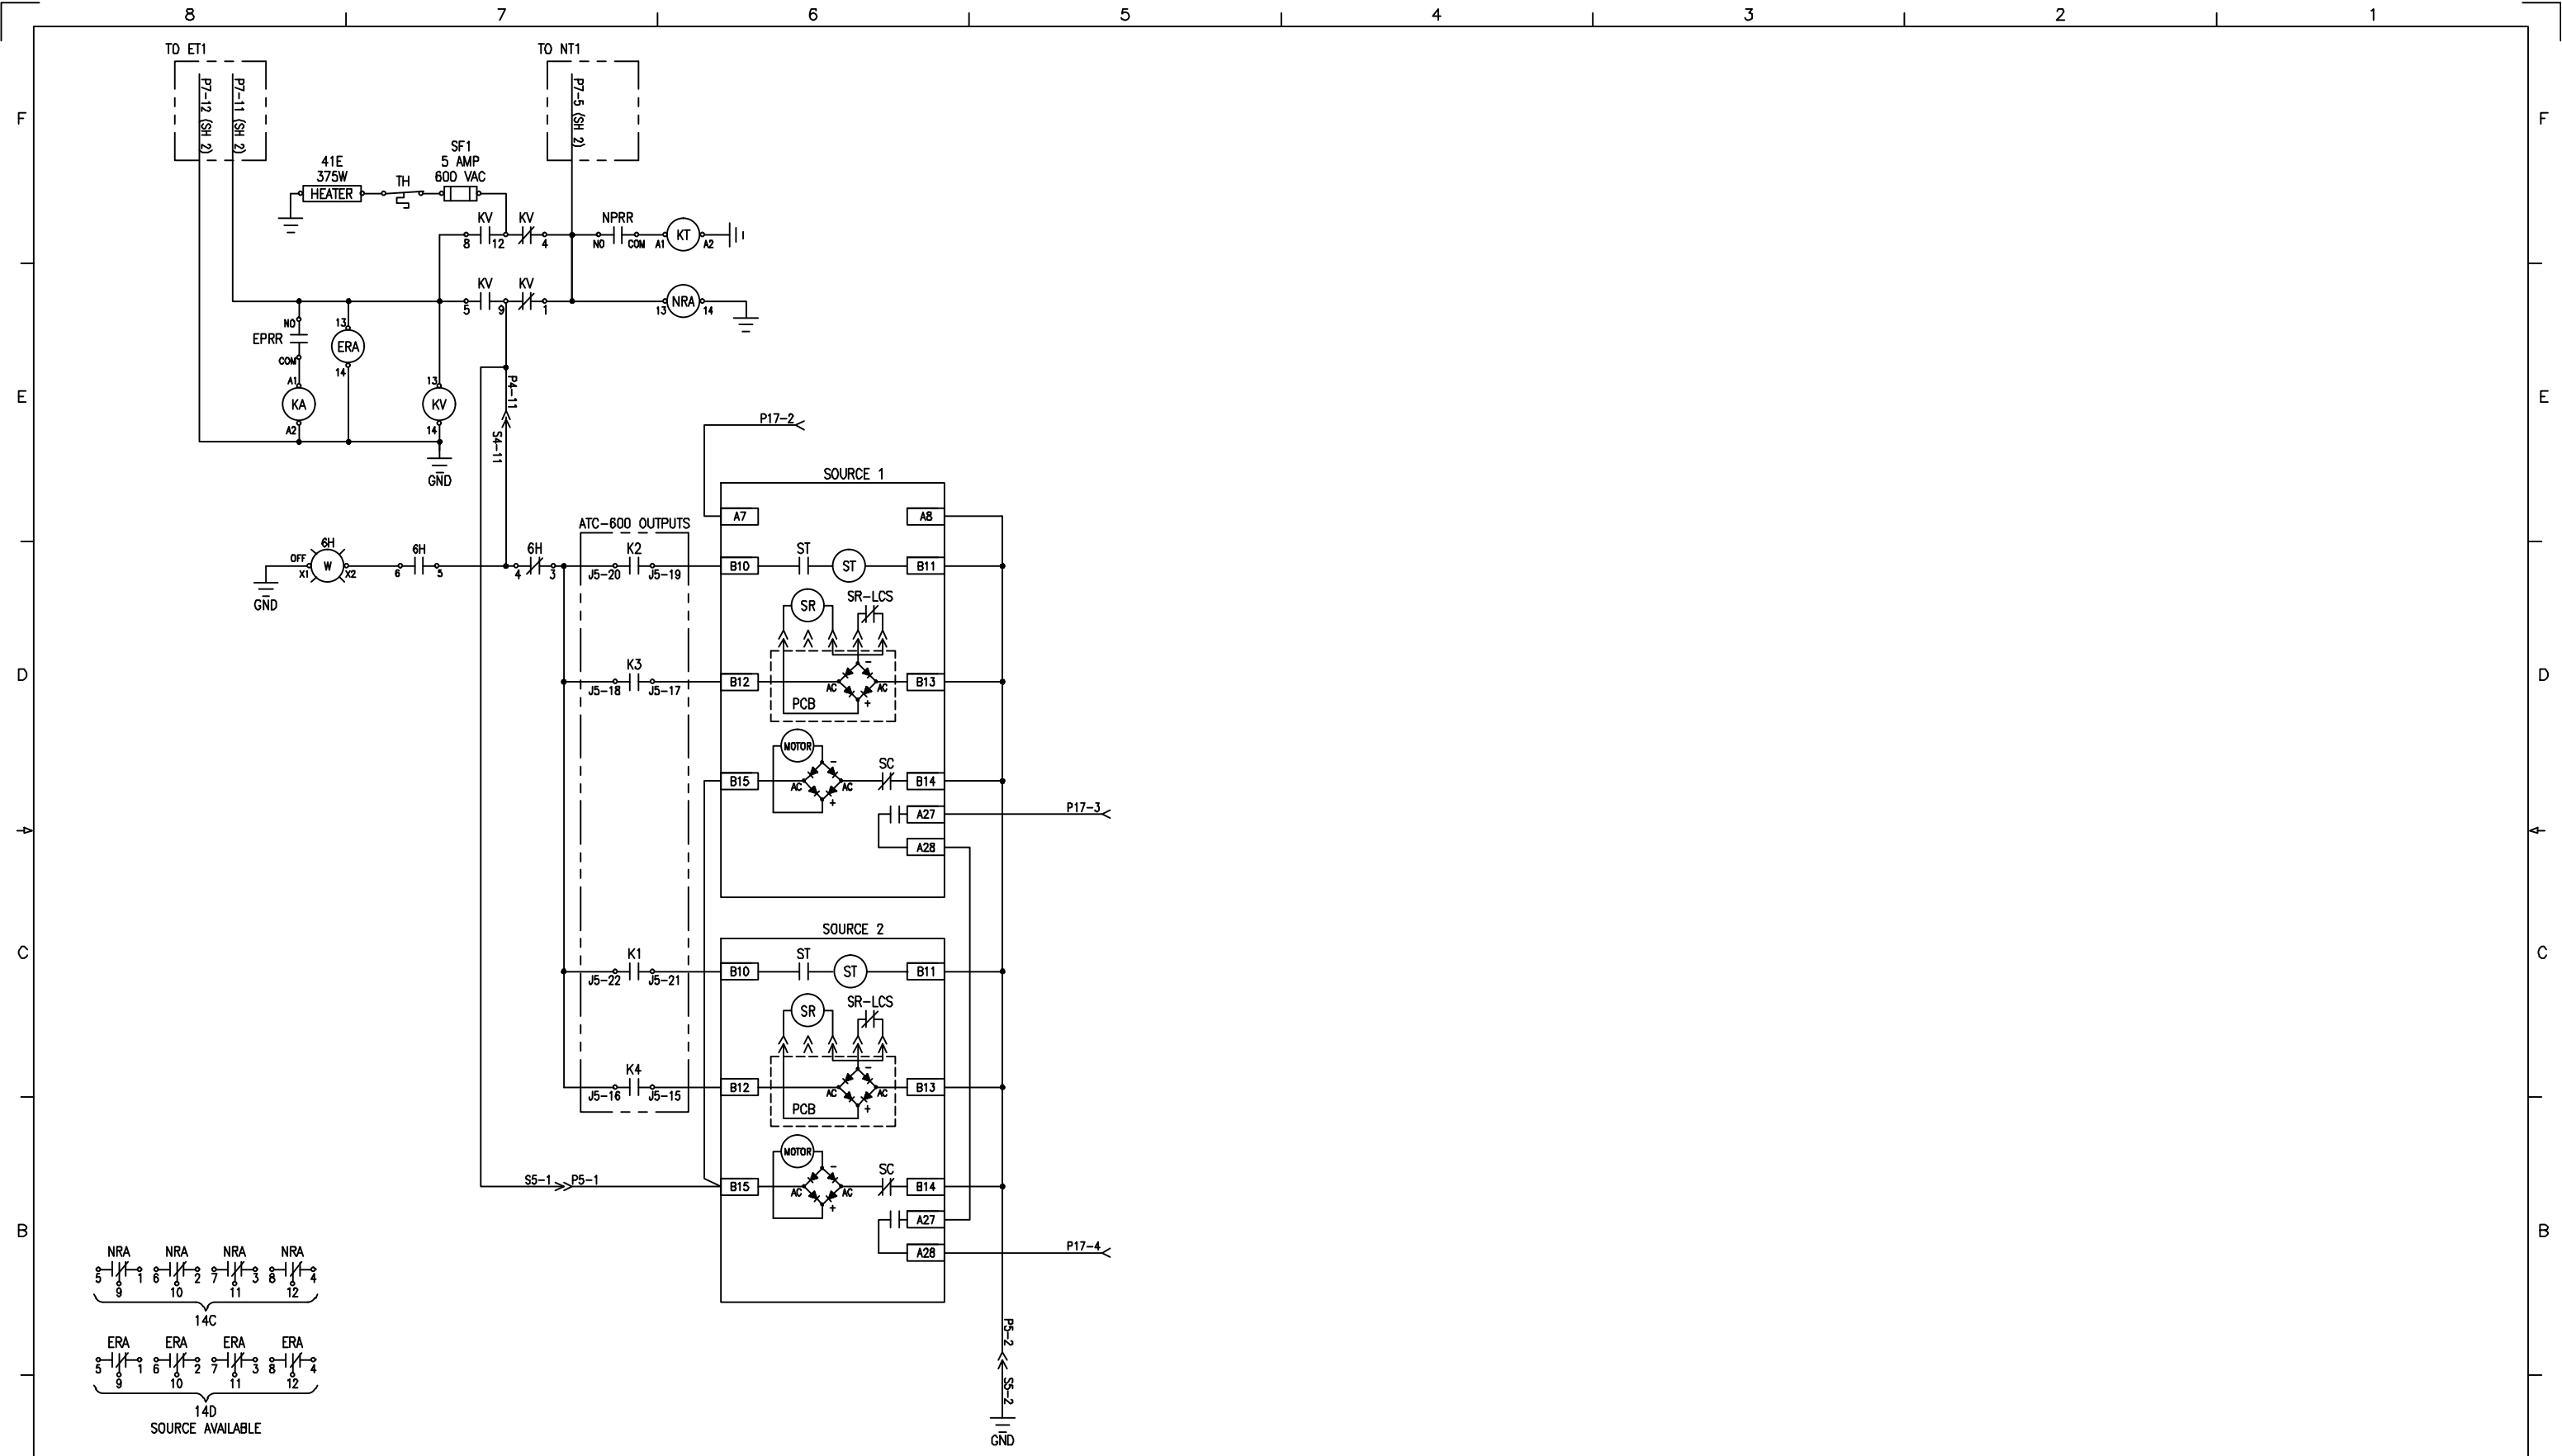 8 7 6 5 4 3 2 1
TO ET1
TO NT1
P7-12 (SH 2)
P7-11 (SH 2)
P7-5 (SH 2)
F F
41E
375W
HEATER
TH
SF1
5 AMP
600 VAC
KV KV NPRR
8 12 4 NO COM A1 KT A2
KV KV
5 9 1 13 NRA 14
NO
EPRR
COM
A1
KA
A2
13
ERA
14
13
KV
14
GND
P4-11
S4-11
E E
P17-2
SOURCE 1
A7 A8
ATC-600 OUTPUTS
6H
OFF
W
X1 X2
GND
6H
6 5
6H
4 3
K2
J5-20 J5-19
B10 ST ST B11
SR SR-LCS
K3
J5-18 J5-17
B12 AC - AC + B13
PCB
D D
MOTOR
B15 AC - AC + SC B14
A27 P17-3
A28
SOURCE 2
C C
K1
J5-22 J5-21
B10 ST ST B11
SR SR-LCS
K4
J5-16 J5-15
B12 AC - AC + B13
PCB
MOTOR
S5-1 P5-1
B15 AC - AC + SC B14
A27
A28 P17-4
B B
NRA NRA NRA NRA
5 1 6 2 7 3 8 4
9 10 11 12
14C
ERA ERA ERA ERA
5 1 6 2 7 3 8 4
9 10 11 12
14D
SOURCE AVAILABLE
P5-2
S5-2
GND